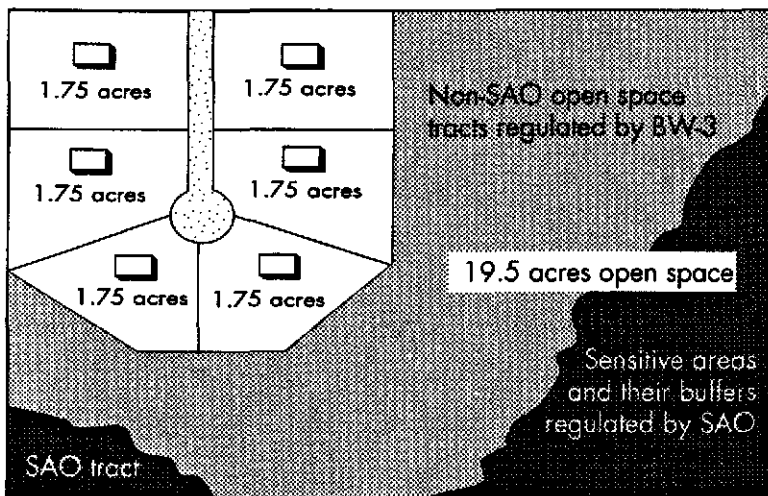 1.75 acres
1.75 acres
Non-SAO open space
tracts regulated by BW-3
1.75 acres
1.75 acres
1.75 acres
1.75 acres
19.5 acres open space
Sensitive areas
and their buffers
regulated by SAO
SAO tract